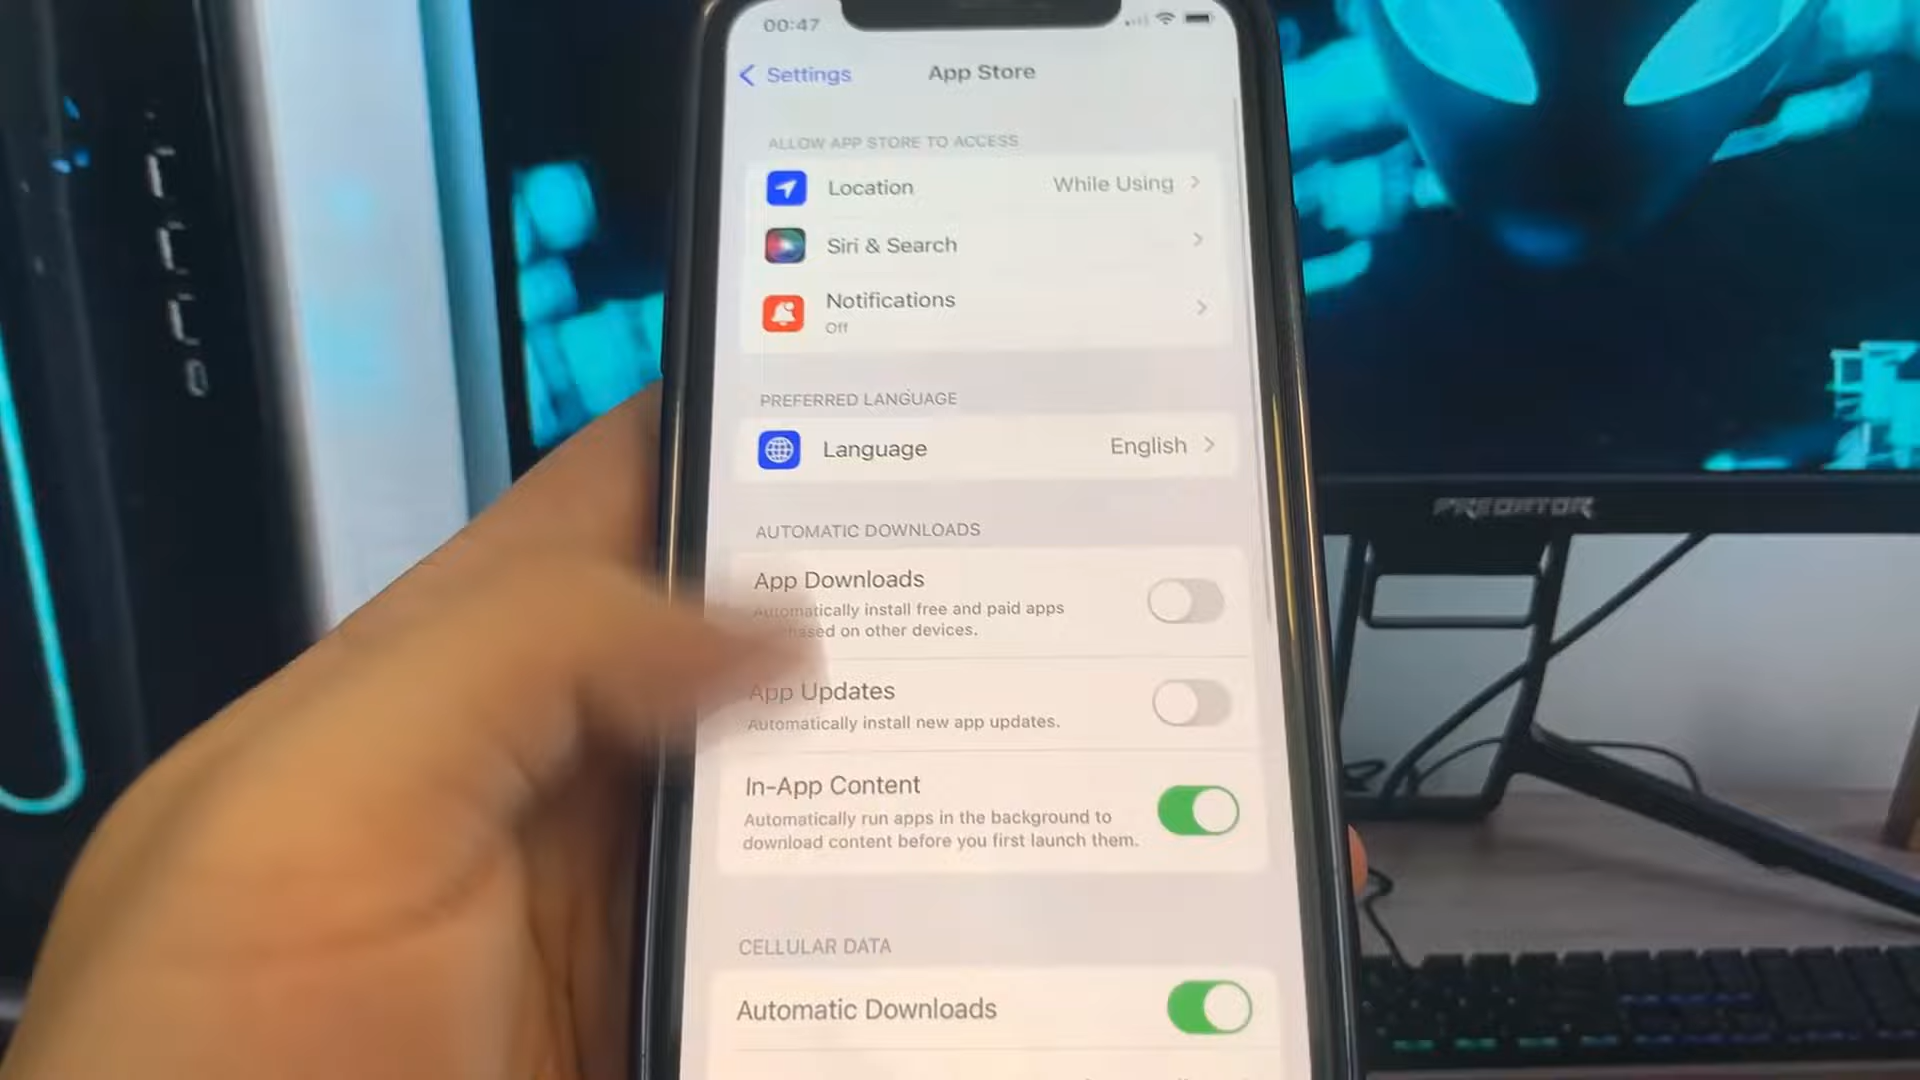 00:47
Settings
App Store
ALLOW APP STORE TO ACCESS
Location
While Using
Siri & Search
Notifications
Off
PREFERRED LANGUAGE
Language
English
AUTOMATIC DOWNLOADS
App Downloads
Automatically install free and paid apps
on other devices.
App Updates
Automatically install new app updates.
In-App Content
Automatically run apps in the background to
download content before you first launch them.
CELLULAR DATA
Automatic Downloads
PREDATOR